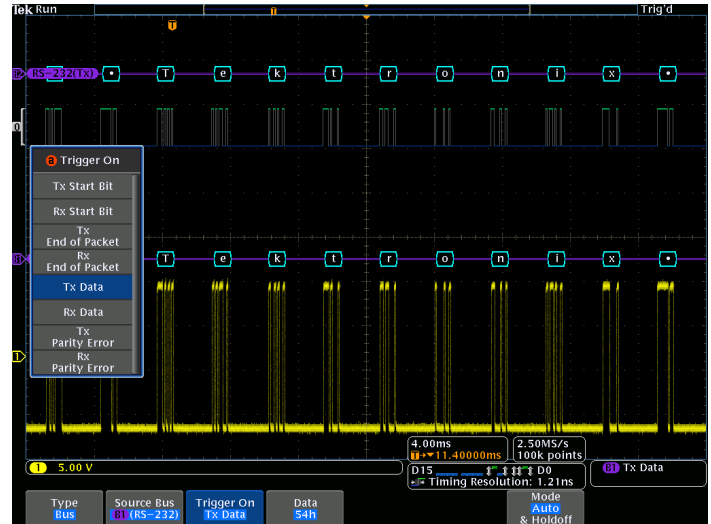 Tek Run Trig'd
T
T
B2 RS-232(Tx) • T e k t r o n i x •
a Trigger On
Tx Start Bit
Rx Start Bit
Tx
End of Packet
Rx
End of Packet
B1 T e k t r o n i x •
Tx Data
Rx Data
Tx
Parity Error
Rx
Parity Error
1
4.00ms 2.50MS/s
T→▼11.40000ms 100k points
1 5.00 V
D15 D0
Timing Resolution: 1.21ns
B1 Tx Data
Type
Bus
Source Bus
B1 (RS-232)
Trigger On
Tx Data
Data
54h
Mode
Auto
& Holdoff